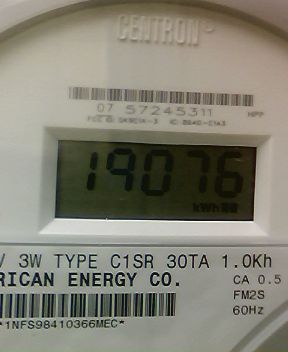 CENTRON
07 57245311
HPP
19076
kWh
V 3W TYPE C1SR 30TA 1.0Kh
RICAN ENERGY CO.
CA 0.5
FM2S
60Hz
*1NFS98410366MEC*